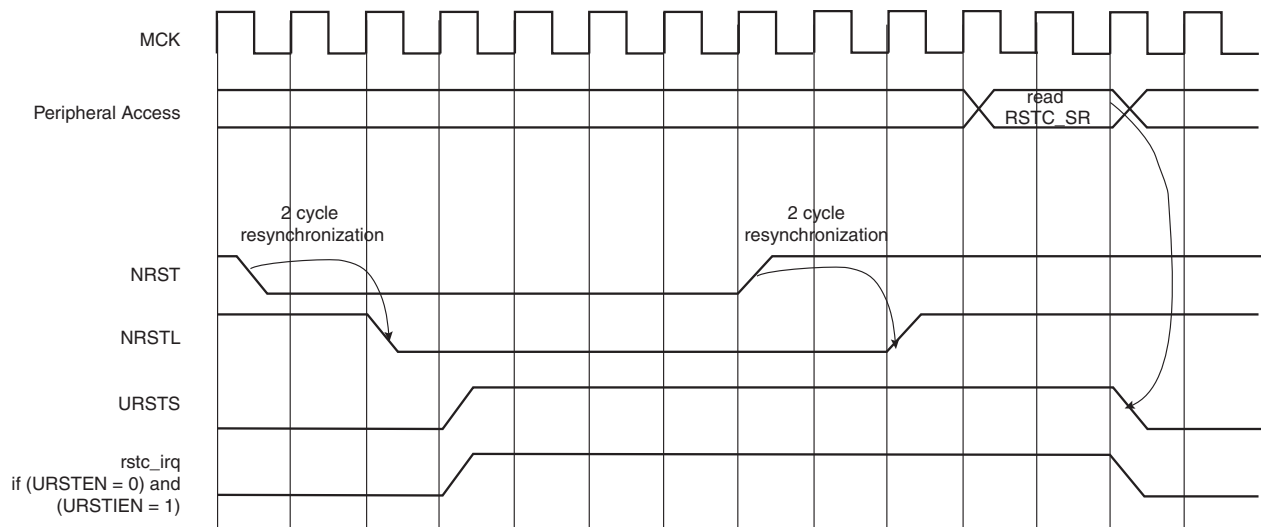 MCK
Peripheral Access
read
RSTC_SR
2 cycle
resynchronization
2 cycle
resynchronization
NRST
NRSTL
URSTS
rstc_irq
if (URSTEN = 0) and
(URSTIEN = 1)